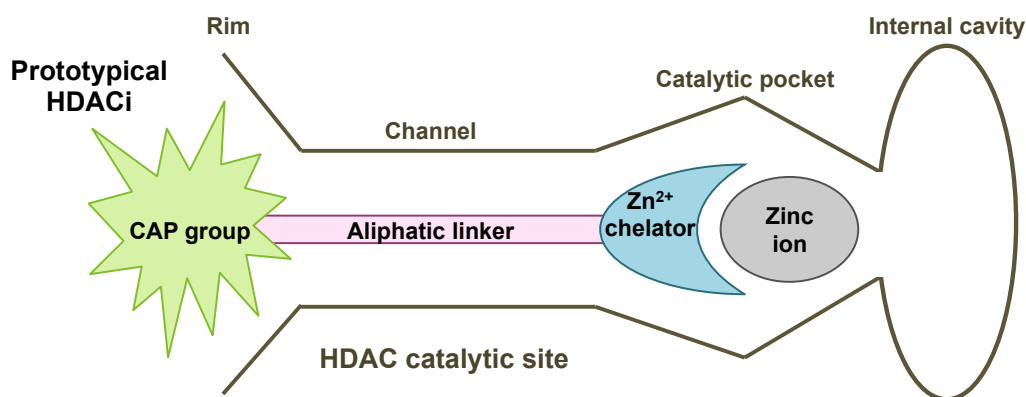 Rim
Internal cavity
Prototypical
HDACi
Catalytic pocket
Channel
CAP group
Aliphatic linker
Zn²⁺
chelator
Zinc
ion
HDAC catalytic site